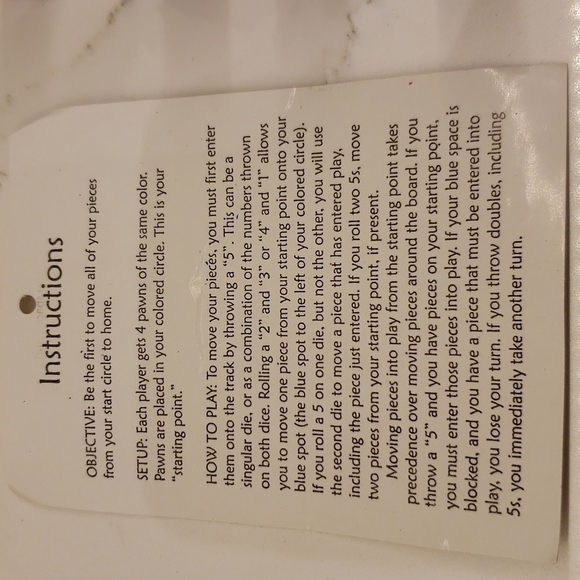 Instructions
OBJECTIVE: Be the first to move all of your pieces
from your start circle to home.
SETUP: Each player gets 4 pawns of the same color.
Pawns are placed in your colored circle. This is your
“starting point.”
HOW TO PLAY: To move your pieces, you must first enter
them onto the track by throwing a “5”. This can be a
singular die, or as a combination of the numbers thrown
on both dice. Rolling a “2” and “3” or “4” and “1” allows
you to move one piece from your starting point onto your
blue spot (the blue spot to the left of your colored circle).
If you roll a 5 on one die, but not the other, you will use
the second die to move a piece that has entered play,
including the piece just entered. If you roll two 5s, move
two pieces from your starting point, if present.
Moving pieces into play from the starting point takes
precedence over moving pieces around the board. If you
throw a “5” and you have pieces on your starting point,
you must enter those pieces into play. If your blue space is
blocked, and you have a piece that must be entered into
play, you lose your turn. If you throw doubles, including
5s, you immediately take another turn.